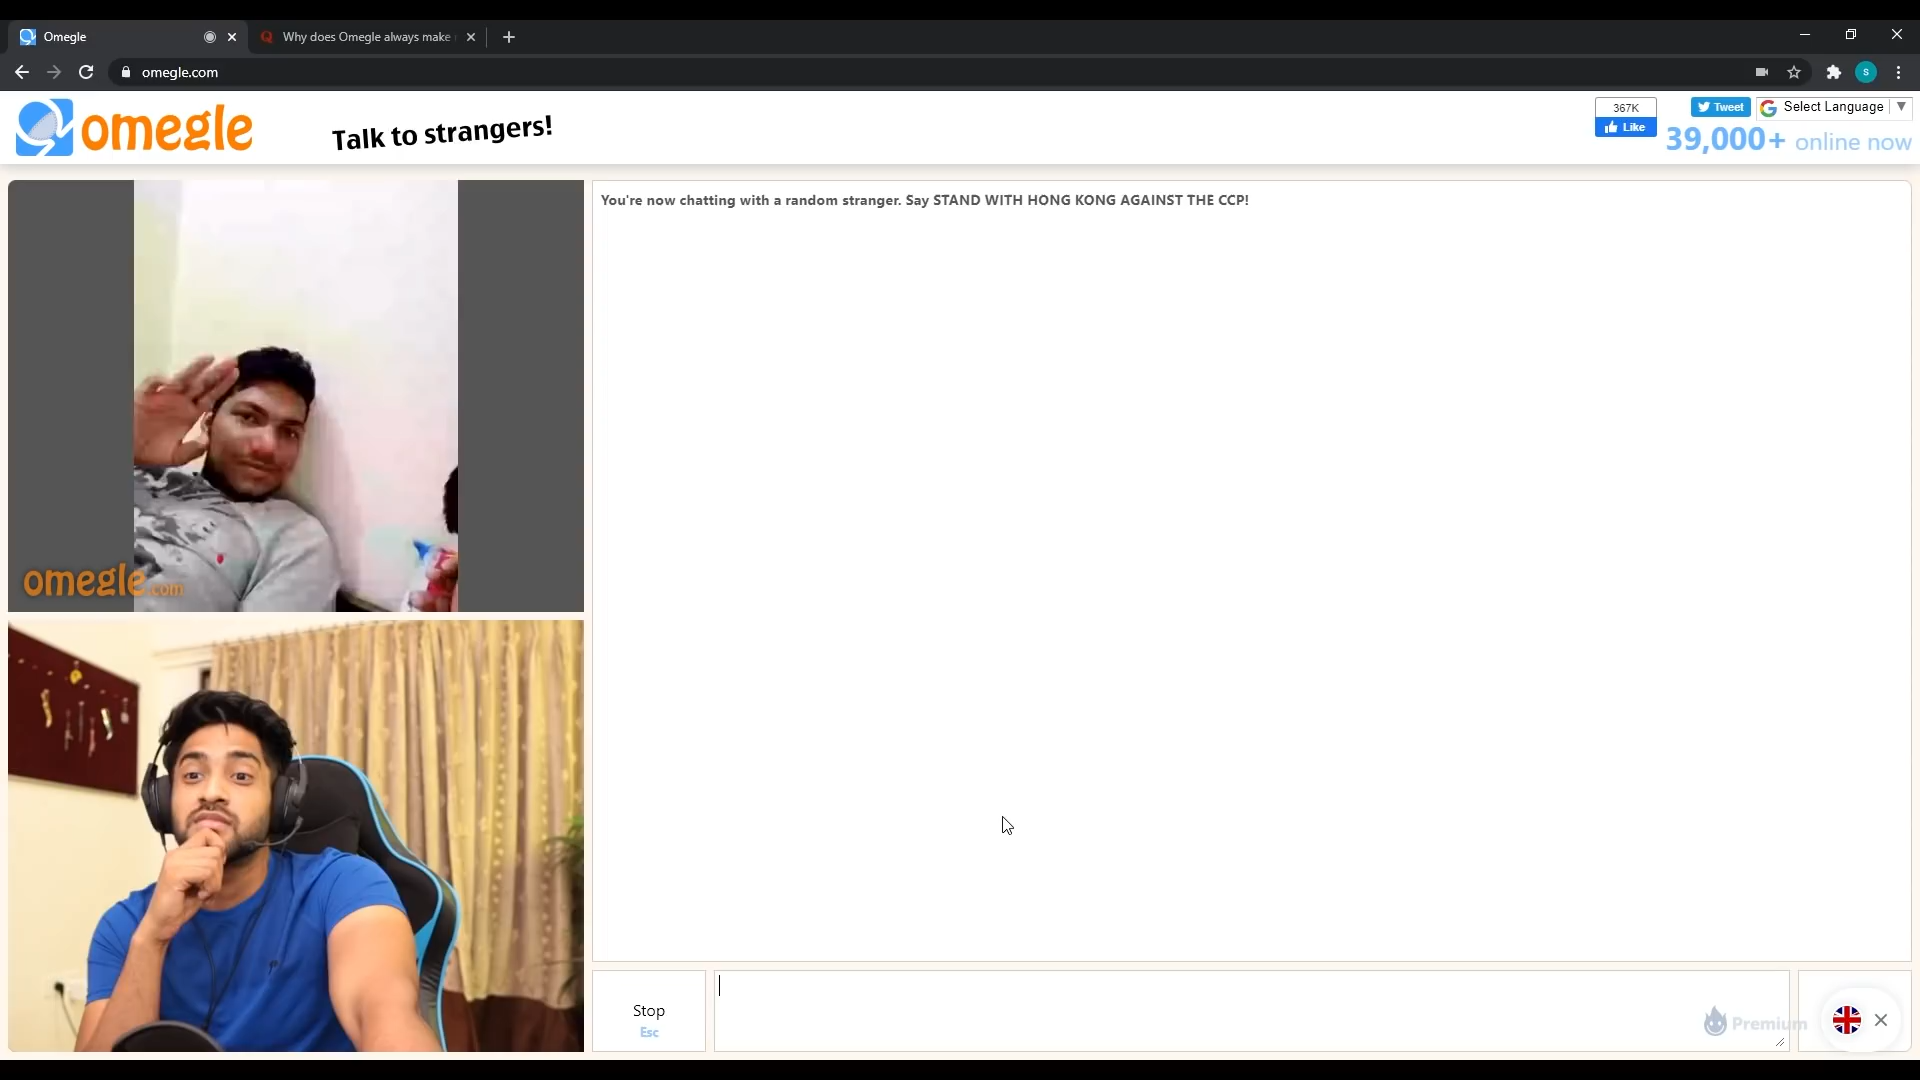 Omegle
Why does Omegle always make
omegle.com
S
omegle
Talk to strangers!
367K
Like
Tweet
G Select Language
39,000+ online now
You're now chatting with a random stranger. Say STAND WITH HONG KONG AGAINST THE CCP!
omegle.com
Stop
Esc
Premium